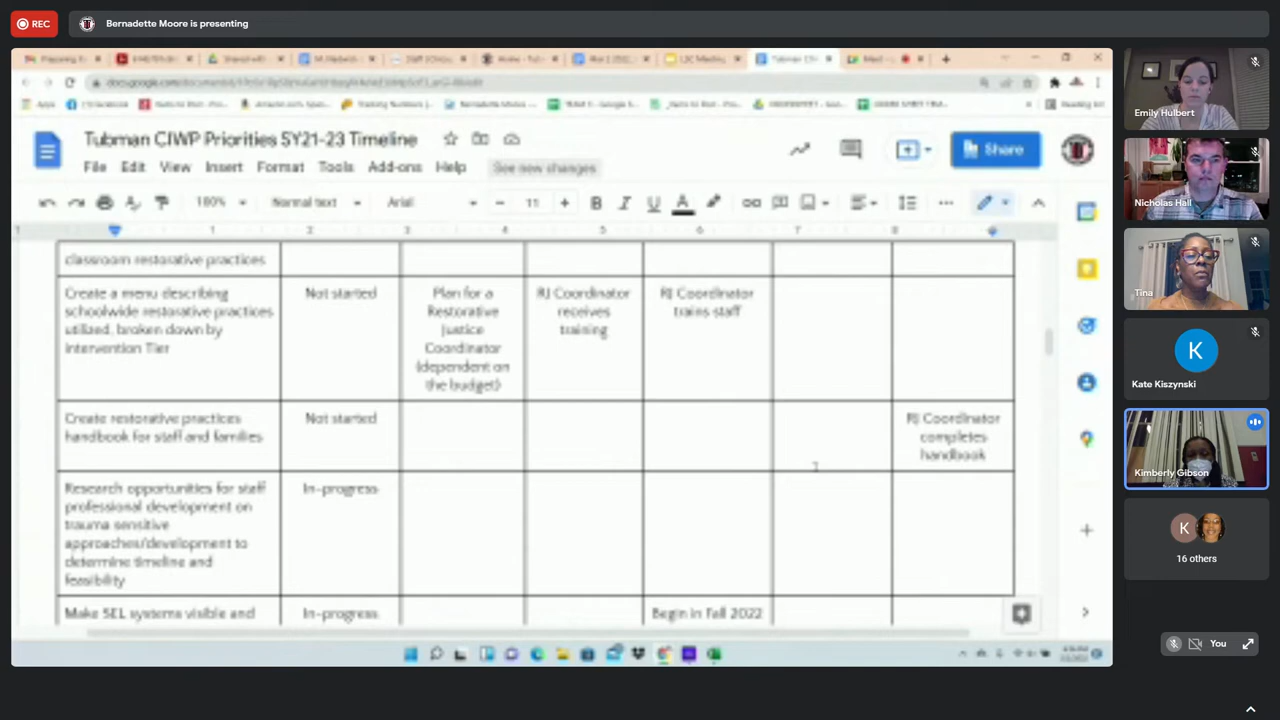 REC
Bernadette Moore is presenting
Tubman CIWP Priorities SY21-23 Timeline
File Edit View Insert Format Tools Add-ons Help
See new changes
Share
100%
Normal text
Arial
11
classroom restorative practices
Create a menu describing
schoolwide restorative practices
utilized, broken down by
Intervention Tier
Not started
Plan for a
Restorative
Justice
Coordinator
(dependent on
the budget)
RJ Coordinator
receives
training
RJ Coordinator
trains staff
Create restorative practices
handbook for staff and families
Not started
RJ Coordinator
completes
handbook
Research opportunities for staff
professional development on
trauma sensitive
approaches/development to
determine timeline and
feasibility
In-progress
Make SEL systems visible and
In-progress
Begin in Fall 2022
Emily Hulbert
Nicholas Hall
Tina
K
Kate Kiszynski
Kimberly Gibson
K
16 others
You